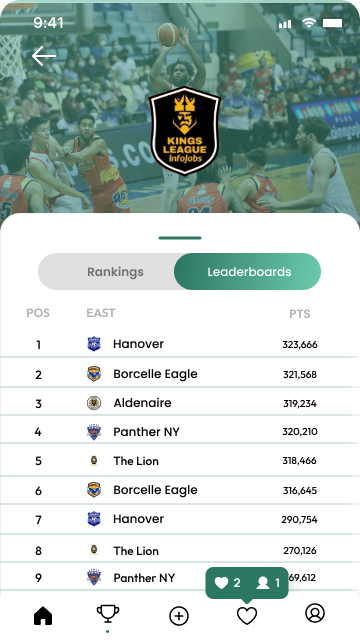 9:41
KINGS
LEAGUE
InfoJobs
Rankings Leaderboards
POS EAST PTS
1 Hanover 323,666
2 Borcelle Eagle 321,568
3 Aldenaire 319,234
4 Panther NY 320,210
5 The Lion 318,466
6 Borcelle Eagle 316,645
7 Hanover 290,754
8 The Lion 270,126
9 Panther NY 69,612
2 1